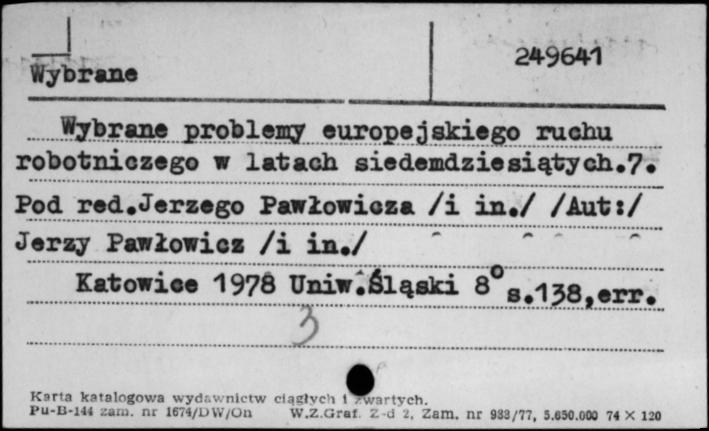 249641
Wybrane
Wybrane problemy europejskiego ruchu
robotniczego w latach siedemdziesiątych.7.
Pod red.Jerzego Pawłowicza /i in./ /Aut:/
Jerzy Pawłowicz /i in./
Katowice 1978 Uniw.Śląski 8° s.138,err.
3
Karta katalogowa wydawnictw ciągłych i zwartych.
Pu-B-144 zam. nr 1674/DW/On W.Z.Graf. Z-d 2, Zam. nr 983/77, 5.650.000 74 X 120